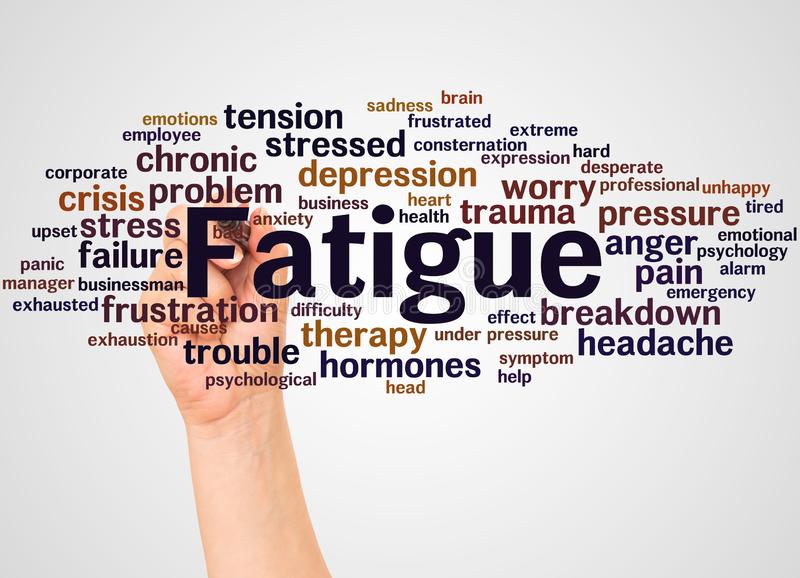 brain
sadness
emotions tension frustrated
employee stressed consternation extreme
chronic expression hard
corporate depression desperate
crisis problem business heart worry professional unhappy
stress anxiety health trauma pressure tired
upset bad Fatigue anger emotional
failure psychology
panic pain alarm
manager businessman emergency
exhausted frustration difficulty effect breakdown
causes therapy under pressure
exhaustion trouble headache
hormones symptom
psychological head help